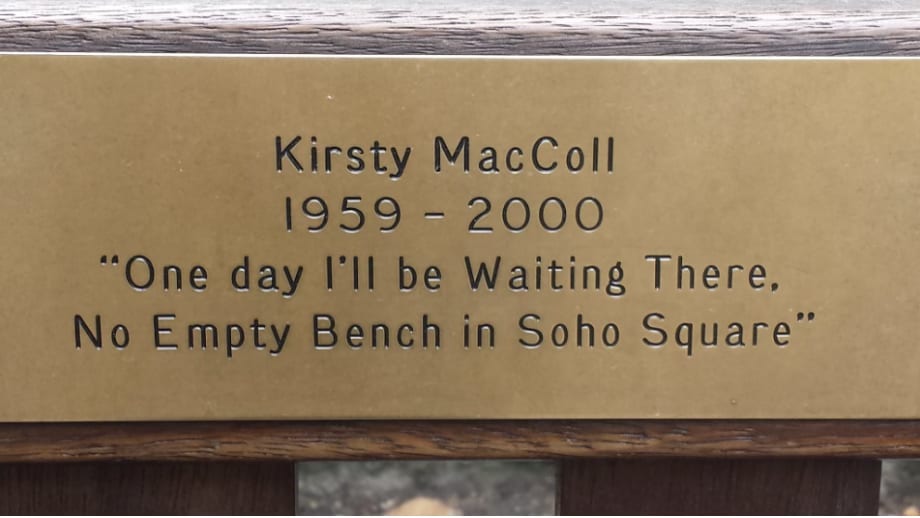 Kirsty MacColl
1959 – 2000
“One day I’ll be Waiting There,
No Empty Bench in Soho Square”